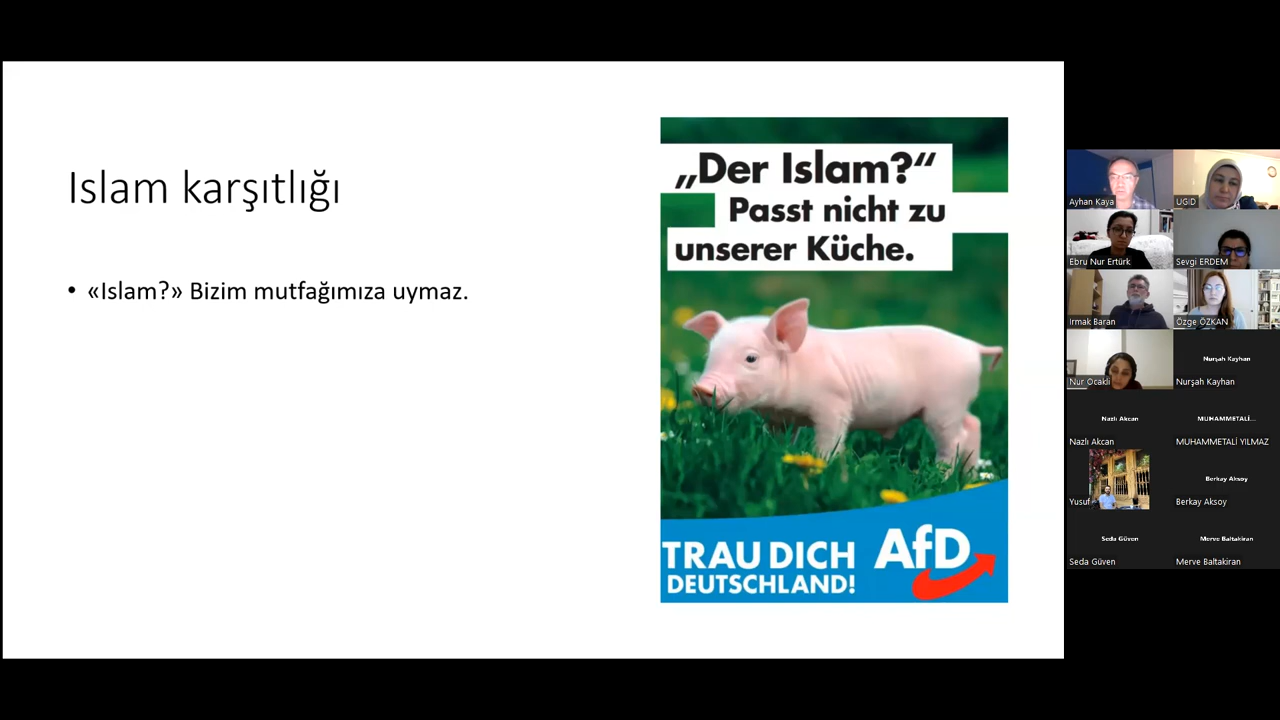 Islam karşıtlığı
• «Islam?» Bizim mutfağımıza uymaz.
„Der Islam?“
Passt nicht zu
unserer Küche.
TRAU DICH
DEUTSCHLAND!
AfD
Ayhan Kaya
UGID
Ebru Nur Ertürk
Sevgi ERDEM
Irmak Baran
Özge ÖZKAN
Nur Ocaklı
Nurşah Kayhan
Nurşah Kayhan
Nazlı Akcan
Nazlı Akcan
MUHAMMETALİ...
MUHAMMETALİ YILMAZ
Yusuf
Berkay Aksoy
Berkay Aksoy
Seda Güven
Seda Güven
Merve Baltakiran
Merve Baltakiran